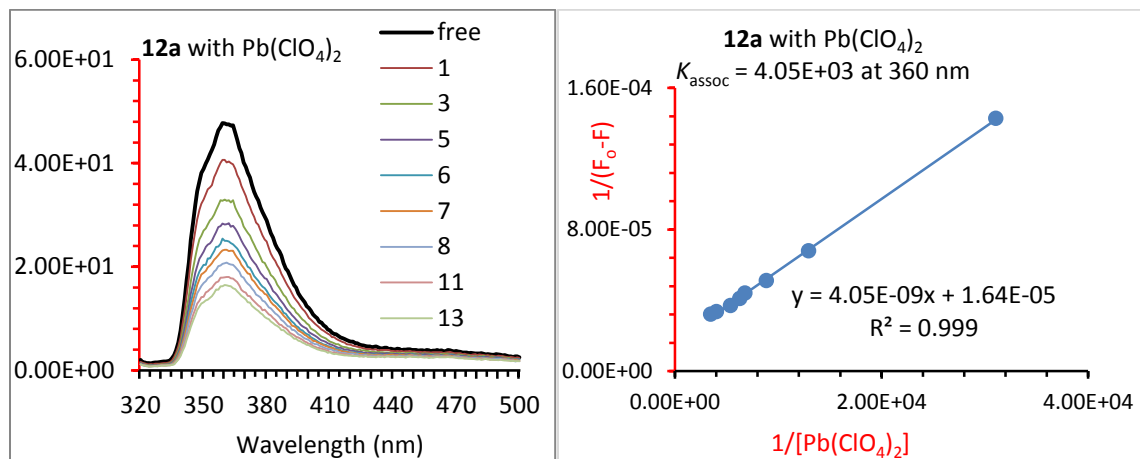 12a with Pb(ClO4)2
6.00E+01
4.00E+01
2.00E+01
0.00E+00
320 350 380 410 440 470 500
Wavelength (nm)
free
1
3
5
6
7
8
11
13
12a with Pb(ClO4)2
Kassoc = 4.05E+03 at 360 nm
1.60E-04
8.00E-05
0.00E+00
1/(Fo-F)
y = 4.05E-09x + 1.64E-05
R² = 0.999
0.00E+00 2.00E+04 4.00E+04
1/[Pb(ClO4)2]